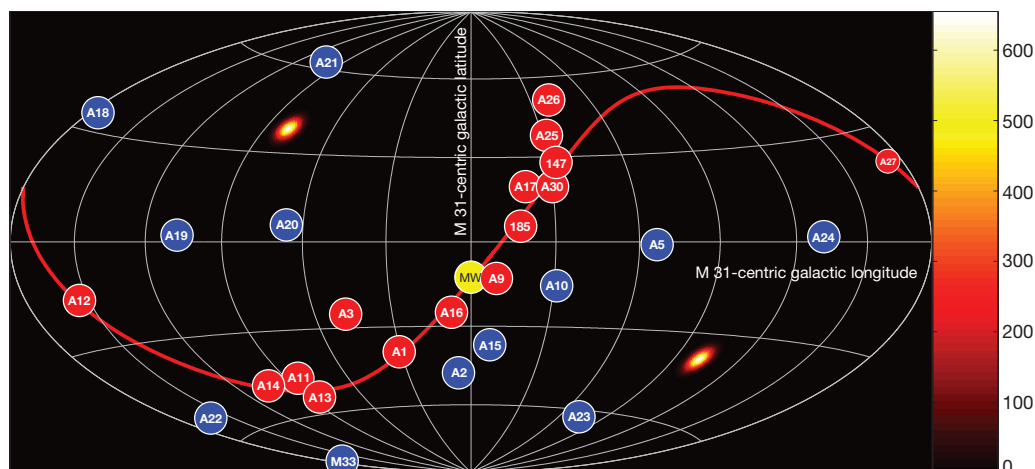 A21
A18
A26
A25
147
A27
A17
A30
185
A20
A19
A5
A24
M 31-centric galactic latitude
M 31-centric galactic longitude
MW
A9
A10
A12
A3
A16
A15
A1
A2
A14
A11
A13
A22
A23
M33
600
500
400
300
200
100
0